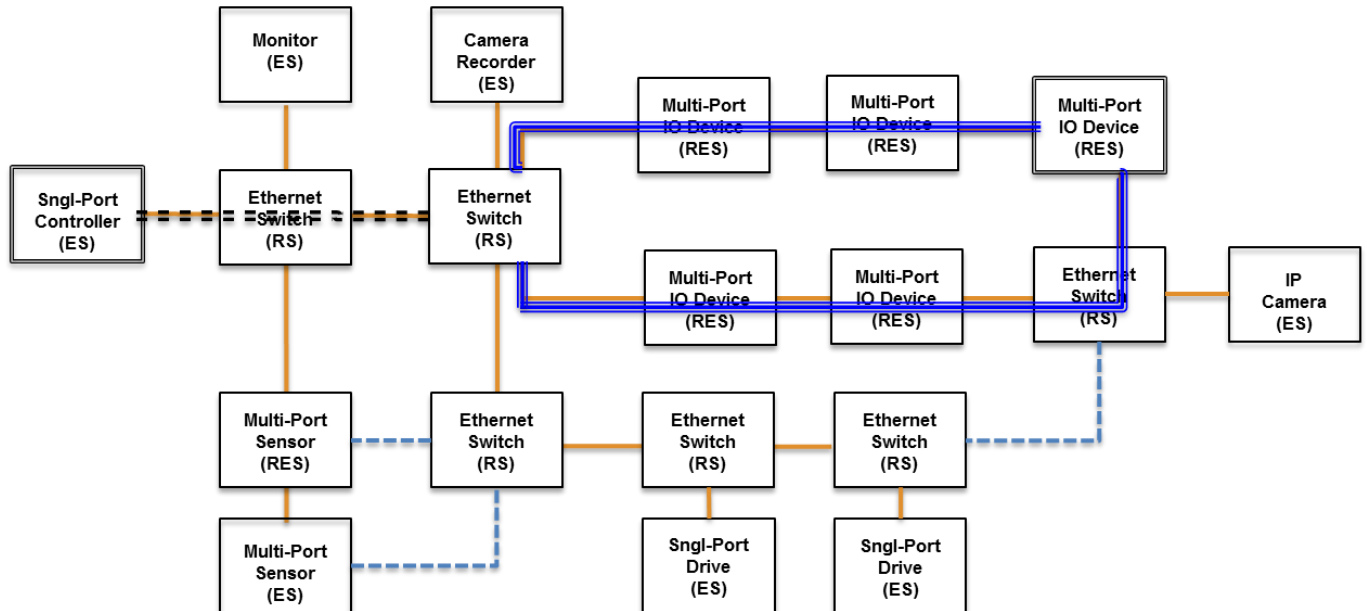 Monitor
(ES)
Camera
Recorder
(ES)
Multi-Port
IO Device
(RES)
Multi-Port
IO Device
(RES)
Multi-Port
IO Device
(RES)
Sngl-Port
Controller
(ES)
Ethernet
Switch
(RS)
Ethernet
Switch
(RS)
Multi-Port
IO Device
(RES)
Multi-Port
IO Device
(RES)
Ethernet
Switch
(RS)
IP
Camera
(ES)
Multi-Port
Sensor
(RES)
Ethernet
Switch
(RS)
Ethernet
Switch
(RS)
Ethernet
Switch
(RS)
Multi-Port
Sensor
(ES)
Sngl-Port
Drive
(ES)
Sngl-Port
Drive
(ES)